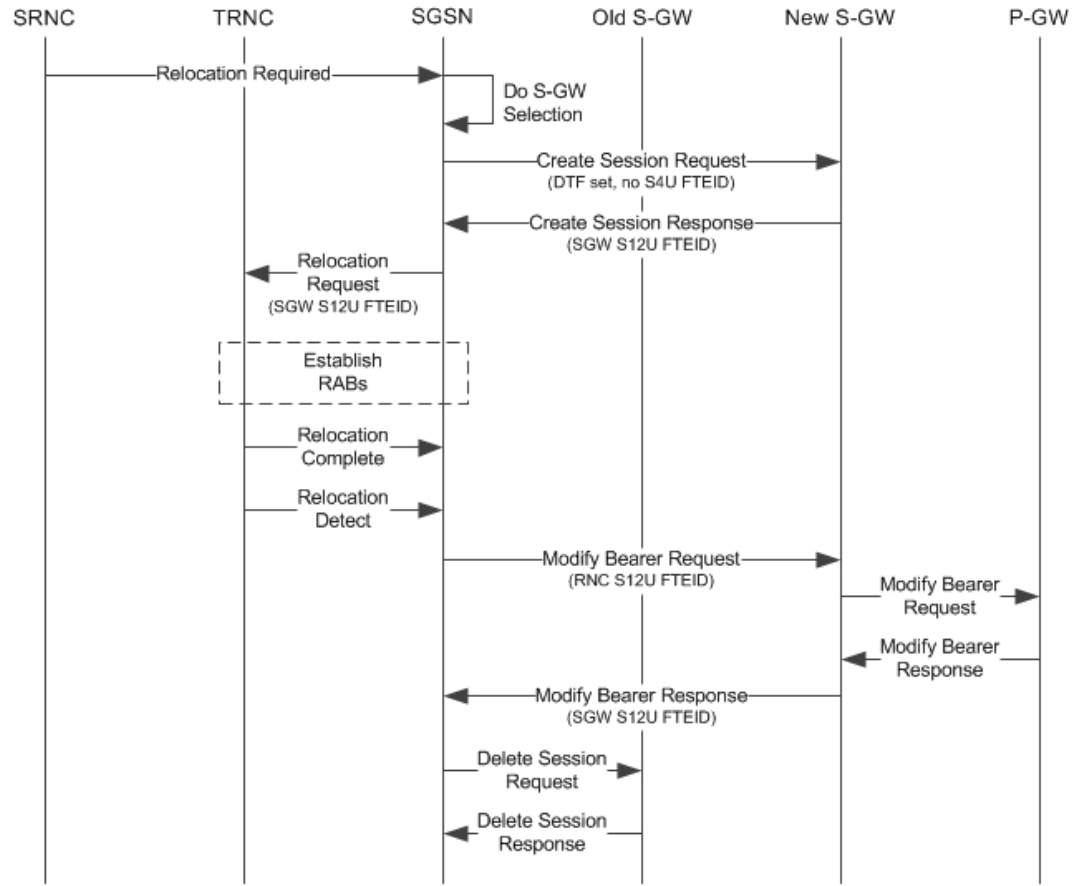 SRNC
TRNC
SGSN
Old S-GW
New S-GW
P-GW
Relocation Required
Do S-GW
Selection
Create Session Request
(DTF set, no S4U FTEID)
Create Session Response
(SGW S12U FTEID)
Relocation
Request
(SGW S12U FTEID)
Establish
RABs
Relocation
Complete
Relocation
Detect
Modify Bearer Request
(RNC S12U FTEID)
Modify Bearer
Request
Modify Bearer
Response
Modify Bearer Response
(SGW S12U FTEID)
Delete Session
Request
Delete Session
Response